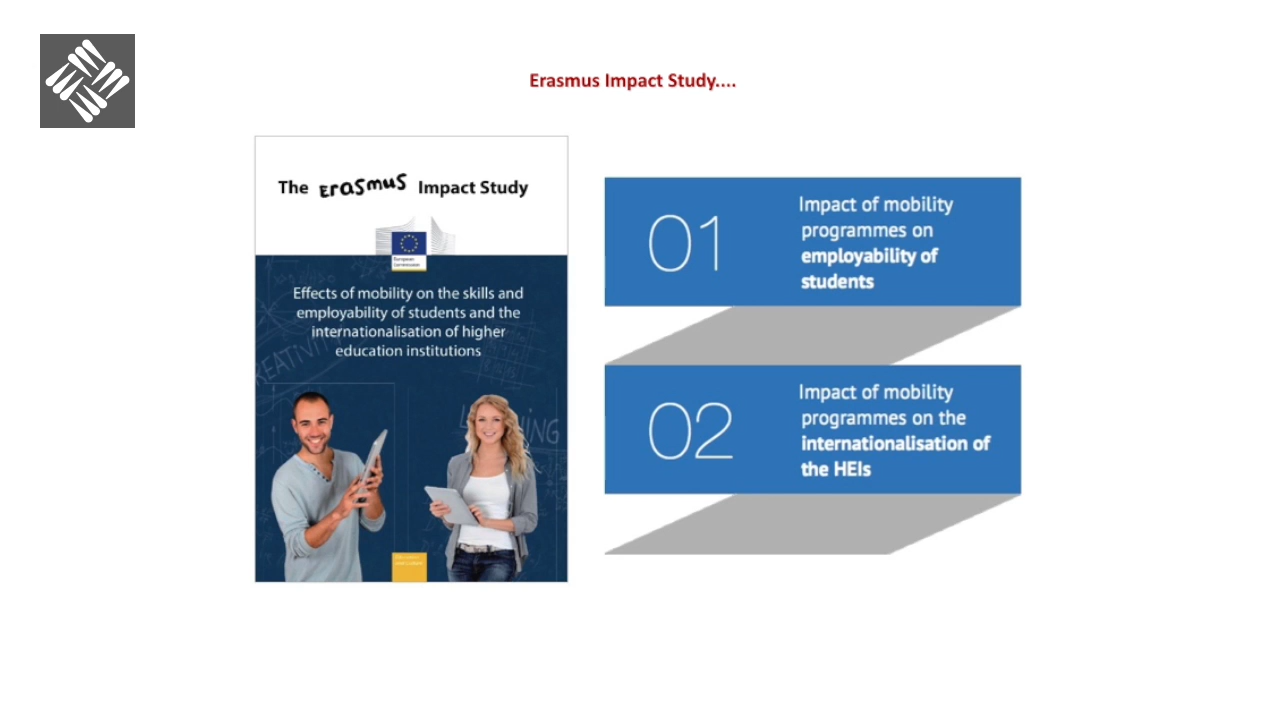 Erasmus Impact Study....
The Erasmus Impact Study
European
Commission
Effects of mobility on the skills and
employability of students and the
internationalisation of higher
education institutions
CREATIVITY
LEARNING
01
Impact of mobility
programmes on
employability of
students
02
Impact of mobility
programmes on the
internationalisation of
the HEIs